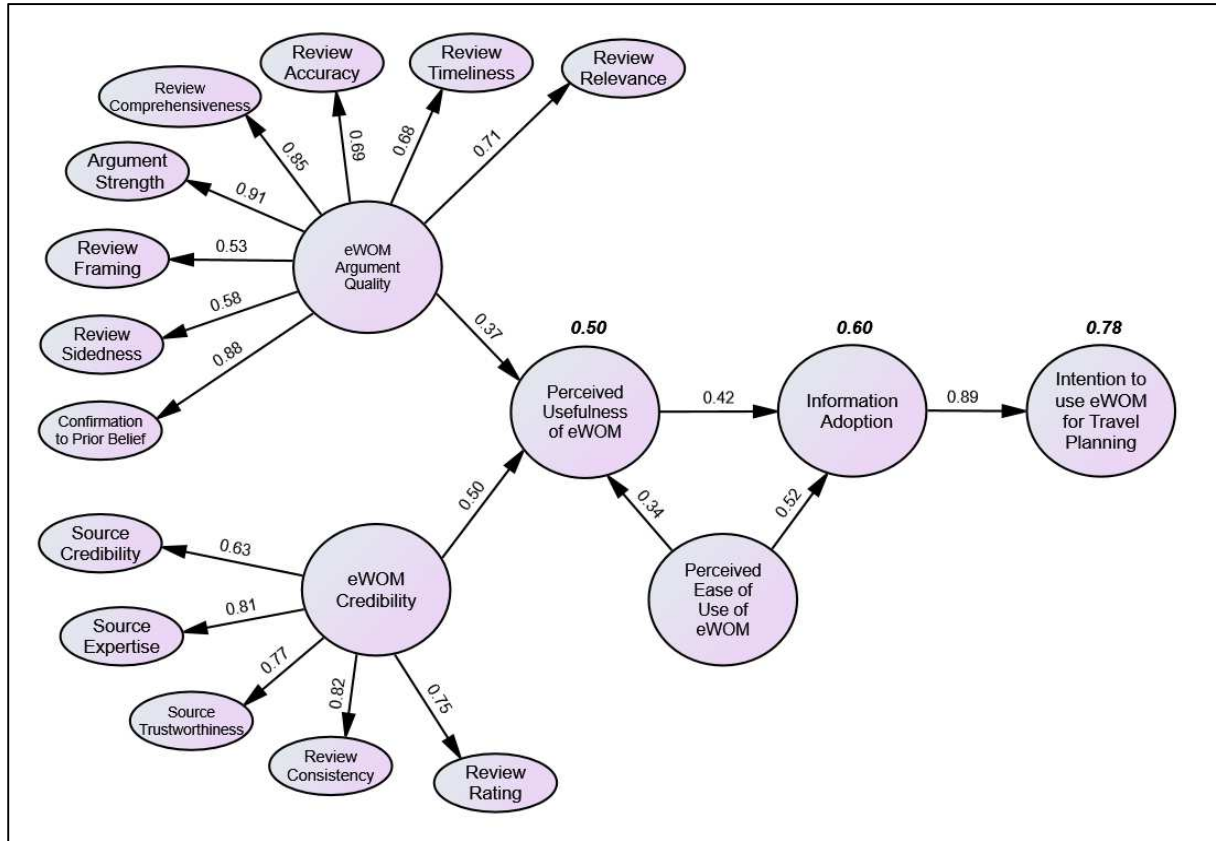 Review
Accuracy
Review
Timeliness
Review
Relevance
Review
Comprehensiveness
Argument
Strength
Review
Framing
Review
Sidedness
Confirmation
to Prior Belief
0.85
0.69
0.68
0.71
0.91
0.53
0.58
0.88
eWOM
Argument
Quality
0.37
0.50
Perceived
Usefulness
of eWOM
0.42
0.60
Information
Adoption
0.89
0.78
Intention to
use eWOM
for Travel
Planning
0.50
0.34
0.52
Perceived
Ease of
Use of
eWOM
Source
Credibility
0.63
eWOM
Credibility
Source
Expertise
0.81
0.77
0.82
0.75
Source
Trustworthiness
Review
Consistency
Review
Rating